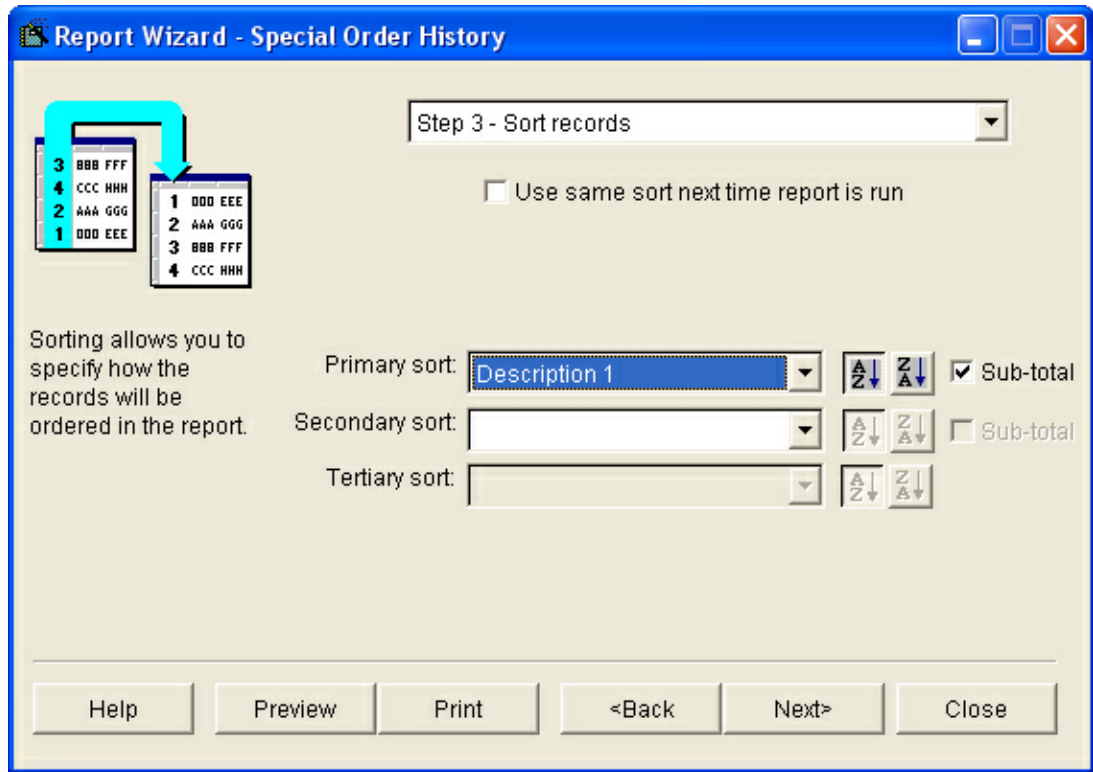 Report Wizard - Special Order History
Step 3 - Sort records
Use same sort next time report is run
3 BBB FFF
4 CCC HHH
2 AAA GGG
1 DDD EEE
1 DDD EEE
2 AAA GGG
3 BBB FFF
4 CCC HHH
Sorting allows you to
specify how the
records will be
ordered in the report.
Primary sort: Description 1 A Z Z A Sub-total
Secondary sort: A Z Z A Sub-total
Tertiary sort: A Z Z A
Help Preview Print <Back Next> Close